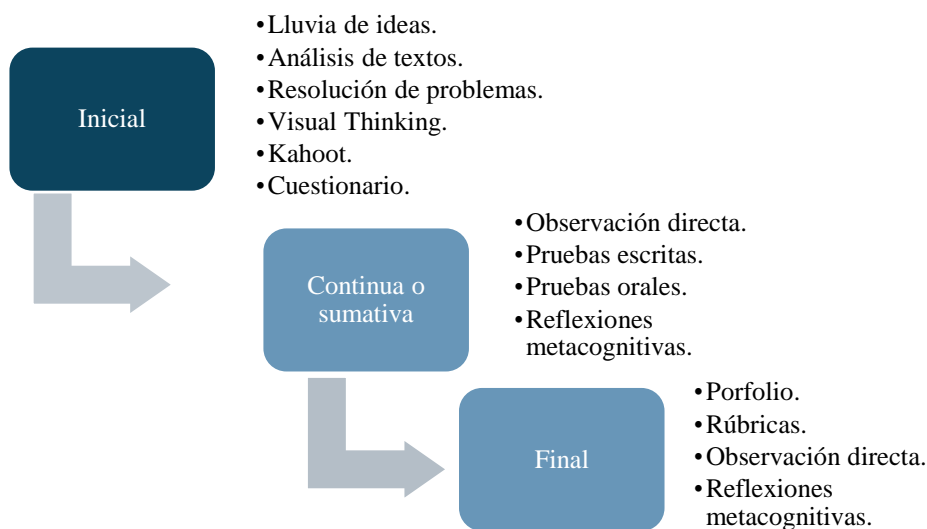 Inicial
•Lluvia de ideas.
•Análisis de textos.
•Resolución de problemas.
•Visual Thinking.
•Kahoot.
•Cuestionario.
Continua o
sumativa
•Observación directa.
•Pruebas escritas.
•Pruebas orales.
•Reflexiones
metacognitivas.
Final
•Porfolio.
•Rúbricas.
•Observación directa.
•Reflexiones
metacognitivas.